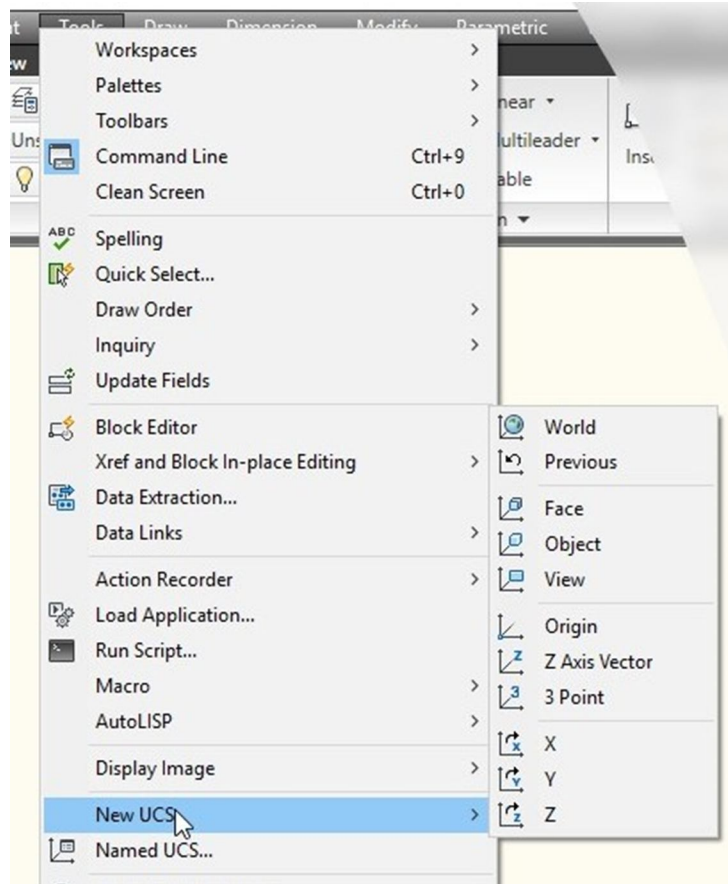 Tools Draw Dimension Modify Parametric
Workspaces
Palettes
Toolbars
Command Line Ctrl+9
Clean Screen Ctrl+0
ABC
Spelling
Quick Select...
Draw Order
Inquiry
Update Fields
Block Editor
Xref and Block In-place Editing
Data Extraction...
Data Links
Action Recorder
Load Application...
Run Script...
Macro
AutoLISP
Display Image
New UCS
Named UCS...
World
Previous
Face
Object
View
Origin
Z Axis Vector
3 Point
X
Y
Z